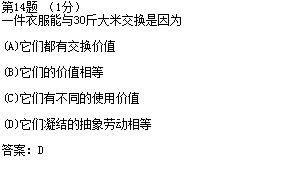 第14题 （1分）
一件衣服能与30斤大米交换是因为
(A)它们都有交换价值
(B)它们的价值相等
(C)它们有不同的使用价值
(D)它们凝结的抽象劳动相等
答案：D